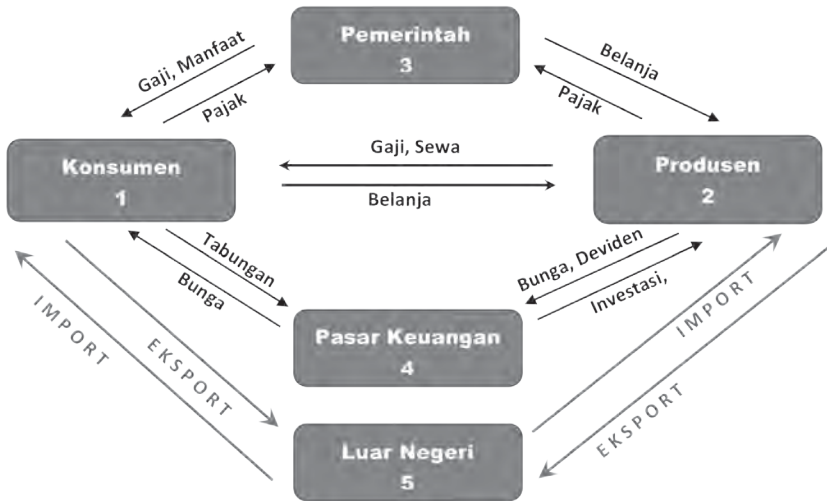 Pemerintah
3
Gaji, Manfaat
Pajak
Belanja
Pajak
Konsumen
1
Gaji, Sewa
Belanja
Produsen
2
Tabungan
Bunga
Bunga, Deviden
Investasi,
Pasar Keuangan
4
IMPORT
EKSPORT
IMPORT
EKSPORT
Luar Negeri
5